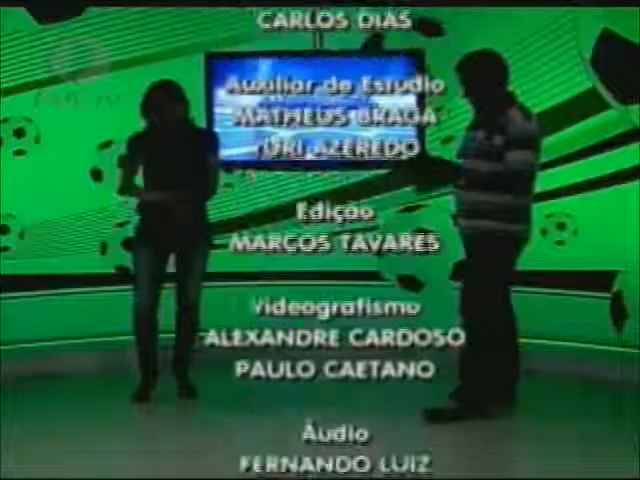 CARLOS DIAS
Auxiliar de Estúdio
MATHEUS BRAGA
YURI AZEREDO
Edição
MARCOS TAVARES
Videografismo
ALEXANDRE CARDOSO
PAULO CAETANO
Áudio
FERNANDO LUIZ